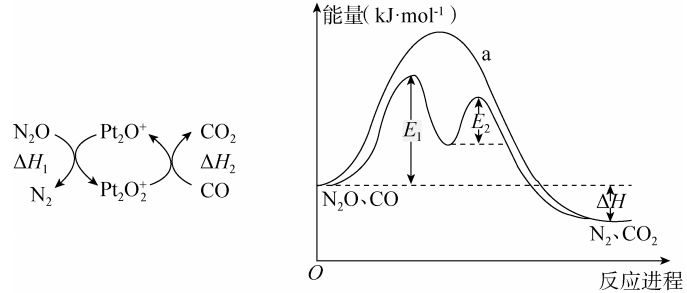 N₂O Pt₂O⁺ CO₂
ΔH₁ ΔH₂
N₂ Pt₂O₂⁺ CO
能量(kJ·mol⁻¹)
a
E₁
E₂
N₂O、CO
ΔH
N₂、CO₂
O
反应进程